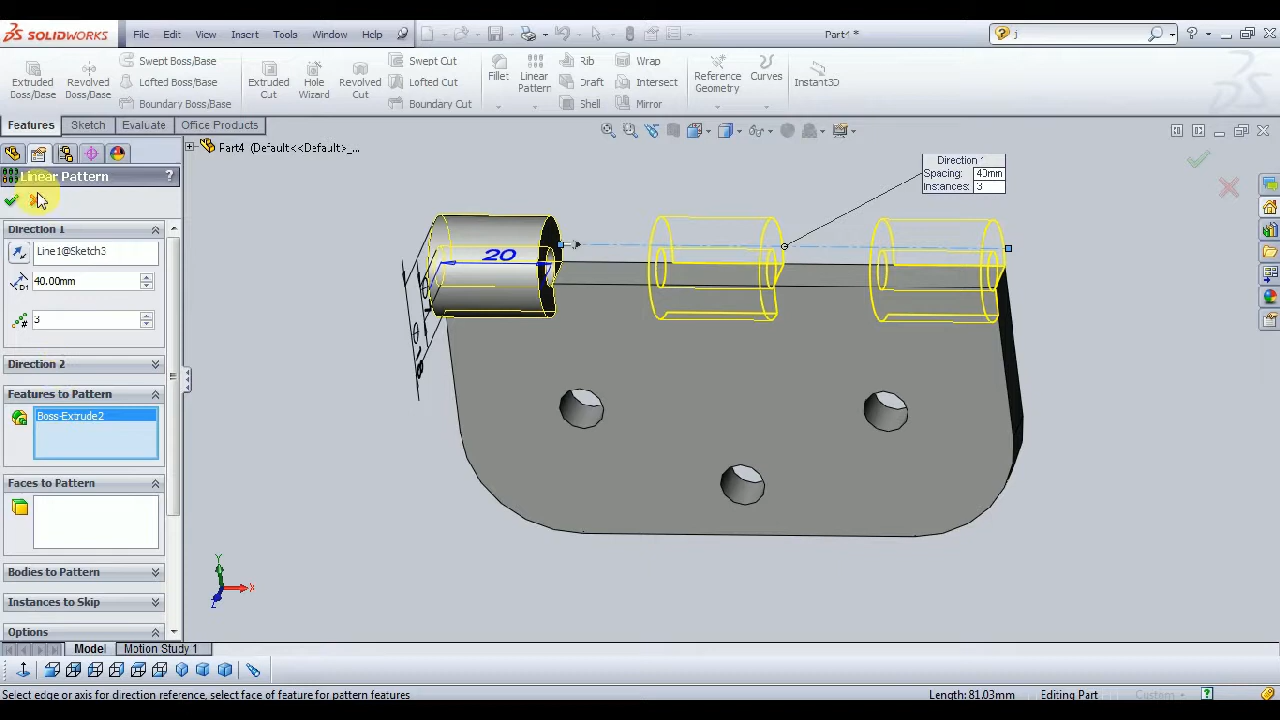 SOLIDWORKS File Edit View Insert Tools Window Help Part4 * j
Swept Boss/Base Swept Cut Rib Wrap
Extruded Boss/Base Revolved Boss/Base Lofted Boss/Base Extruded Cut Hole Wizard Revolved Cut Lofted Cut Fillet Linear Pattern Draft Intersect Reference Geometry Curves Instant3D
Boundary Boss/Base Boundary Cut Shell Mirror
Features Sketch Evaluate Office Products
Part4 (Default<<Default>_...
Linear Pattern ?
Direction 1
Spacing: 40mm
Instances: 3
Direction 1
Line1@Sketch3
D1 40.00mm
3
20
Direction 2
Features to Pattern
Boss-Extrude2
Faces to Pattern
Bodies to Pattern
Instances to Skip
Options
Y
X
Z
Model Motion Study 1
Select edge or axis for direction reference, select face of feature for pattern features Length: 81.03mm Editing Part Custom